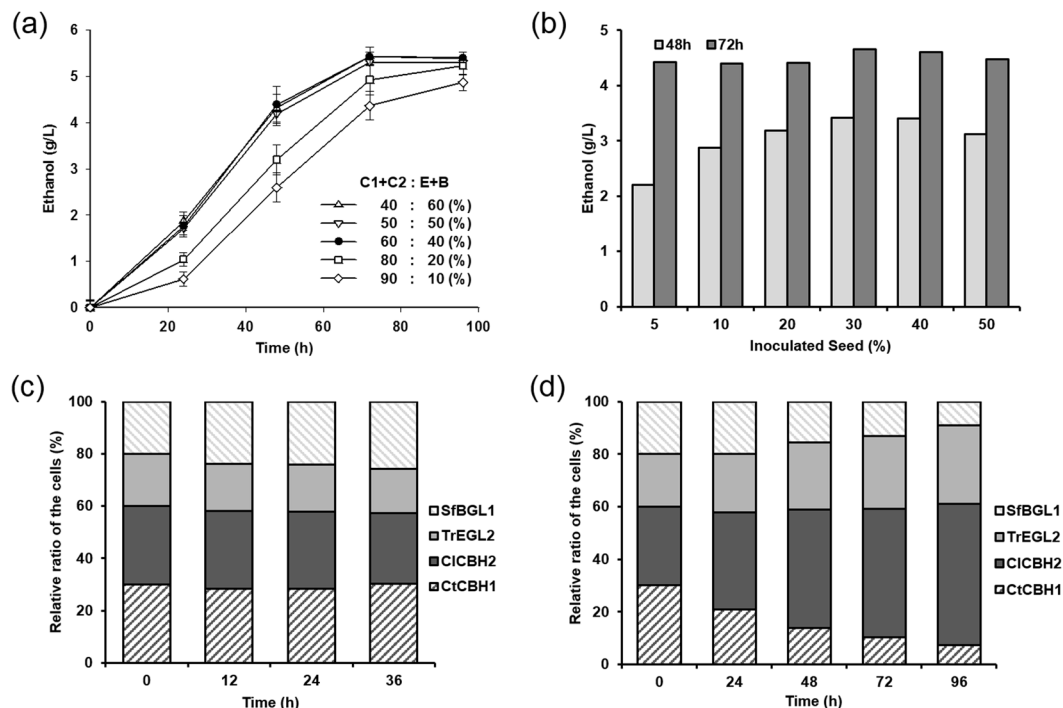 (a)
Ethanol (g/L)
6
5
4
3
2
1
0
C1+C2 : E+B
40 : 60 (%)
50 : 50 (%)
60 : 40 (%)
80 : 20 (%)
90 : 10 (%)
0 20 40 60 80 100
Time (h)
(b)
Ethanol (g/L)
5
4
3
2
1
0
48h 72h
5 10 20 30 40 50
Inoculated Seed (%)
(c)
Relative ratio of the cells (%)
100
80
60
40
20
0
SfBGL1
TrEGL2
ClCBH2
CtCBH1
0 12 24 36
Time (h)
(d)
Relative ratio of the cells (%)
100
80
60
40
20
0
SfBGL1
TrEGL2
ClCBH2
CtCBH1
0 24 48 72 96
Time (h)